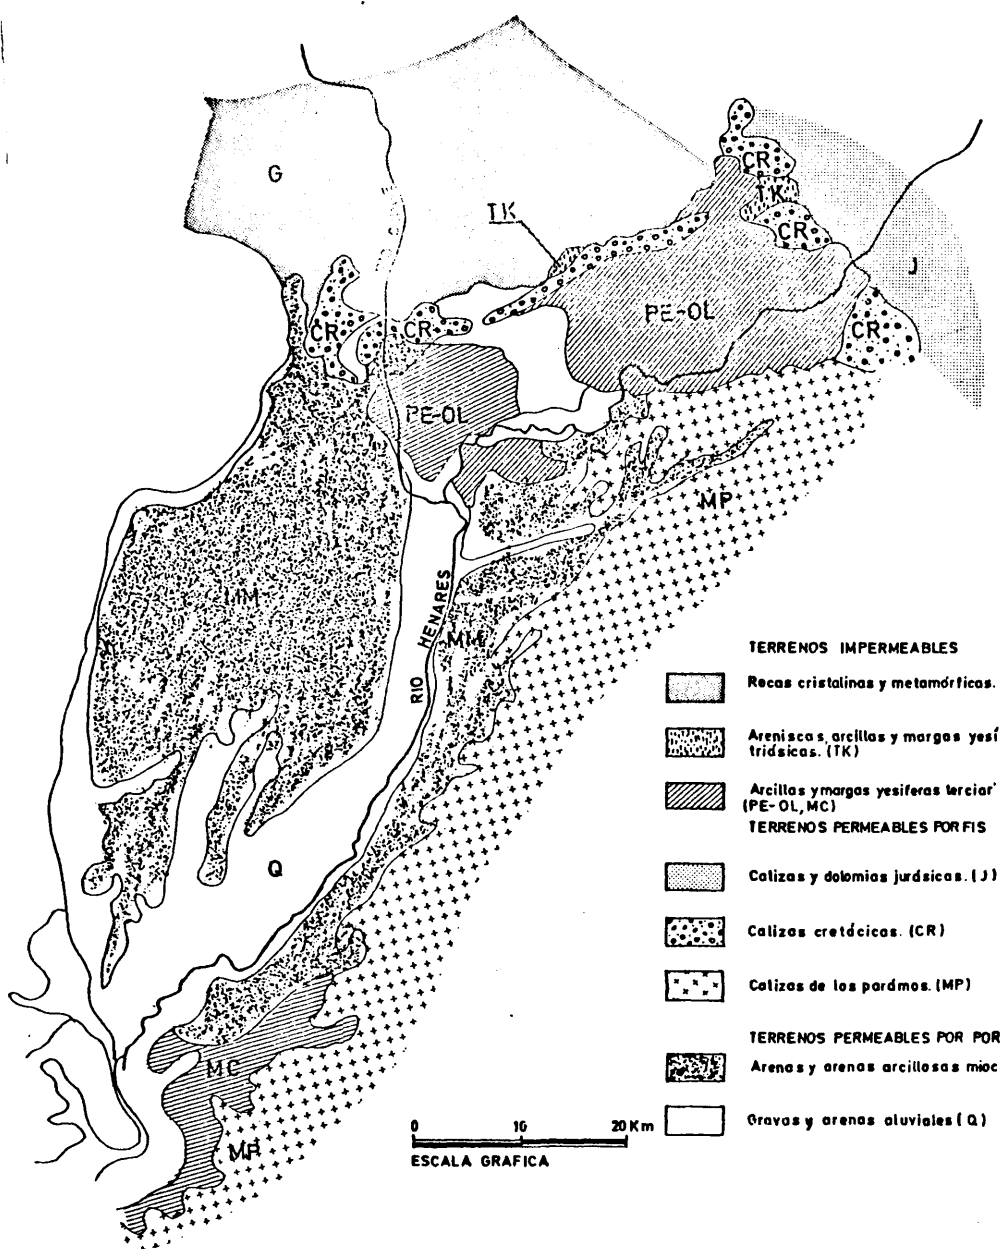 G
TK
CR
TK
CR
J
PE-OL
CR
CR
CR
PE-OL
MP
MM
HENARES
MM
RIO
Q
MC
MP
TERRENOS IMPERMEABLES
Rocas cristalinas y metamórficas.
Areniscas, arcillas y margas yesí
triásicas. (TK)
Arcillas y margas yesíferas terciar
(PE-OL, MC)
TERRENOS PERMEABLES POR FIS
Calizas y dolomias jurásicas. (J)
Calizas cretácicas. (CR)
Calizas de los parámos. (MP)
TERRENOS PERMEABLES POR POR
Arenas y arenas arcillosas mioc
Gravas y arenas aluviales (Q)
0 10 20 Km
ESCALA GRAFICA